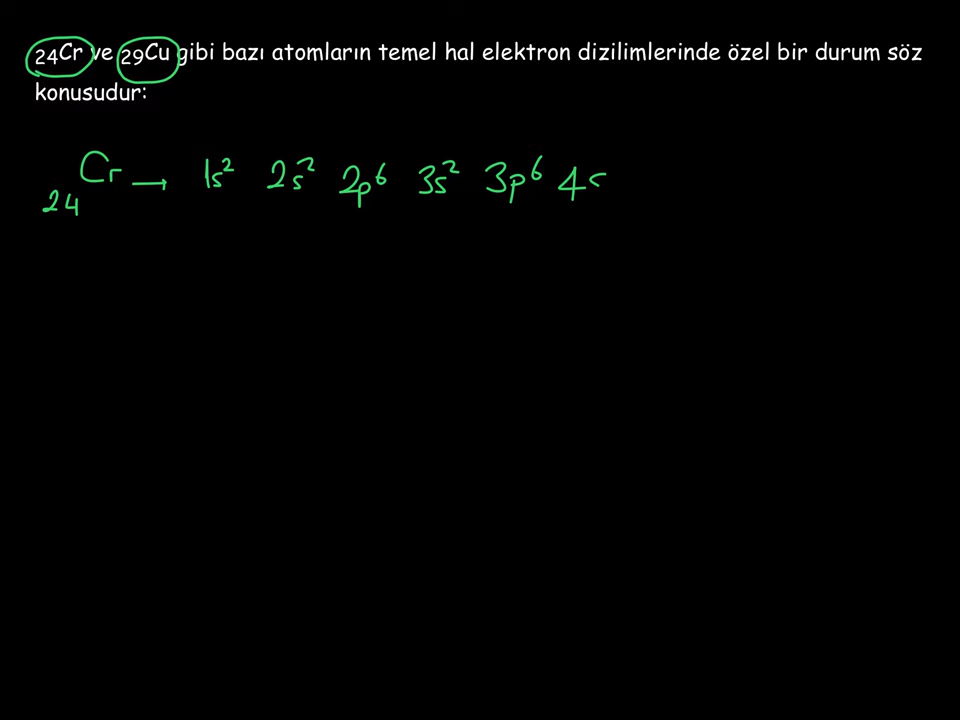 24Cr ve 29Cu gibi bazı atomların temel hal elektron dizilimlerinde özel bir durum söz
konusudur:
24Cr → 1s² 2s² 2p⁶ 3s² 3p⁶ 4s